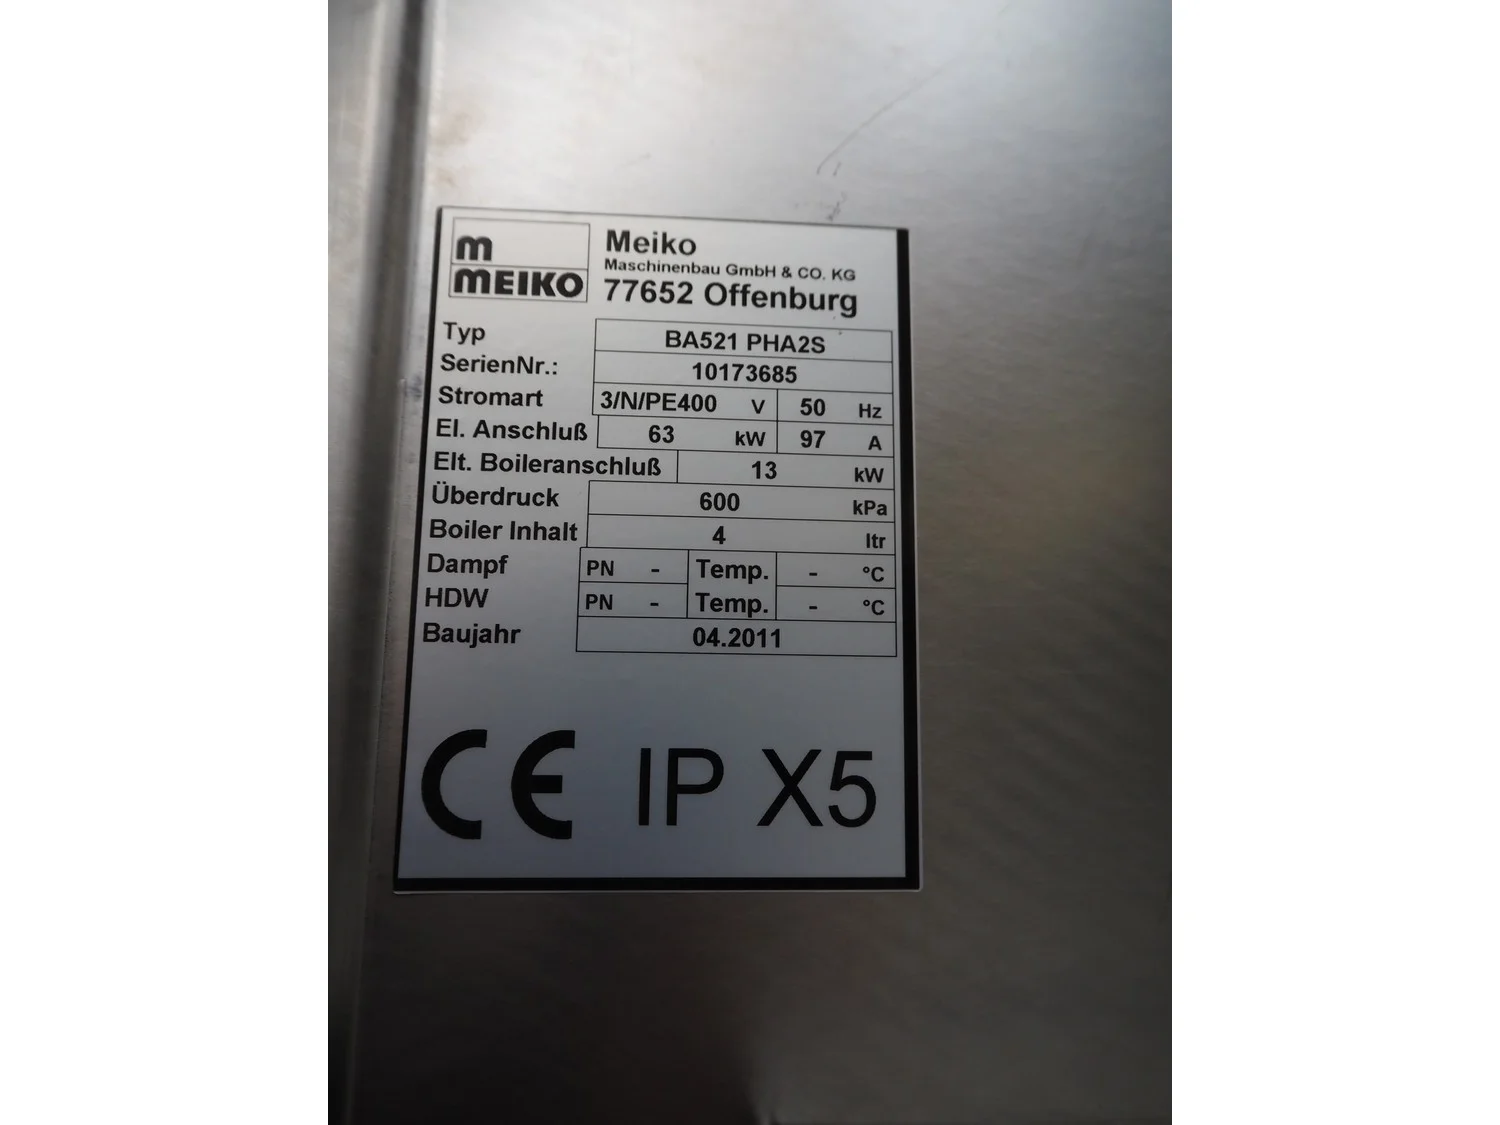 m
MEIKO
Meiko
Maschinenbau GmbH & CO. KG
77652 Offenburg
Typ BA521 PHA2S
SerienNr.: 10173685
Stromart 3/N/PE400 V 50 Hz
El. Anschluß 63 kW 97 A
Elt. Boileranschluß 13 kW
Überdruck 600 kPa
Boiler Inhalt 4 ltr
Dampf PN - Temp. - °C
HDW PN - Temp. - °C
Baujahr 04.2011
CE IP X5